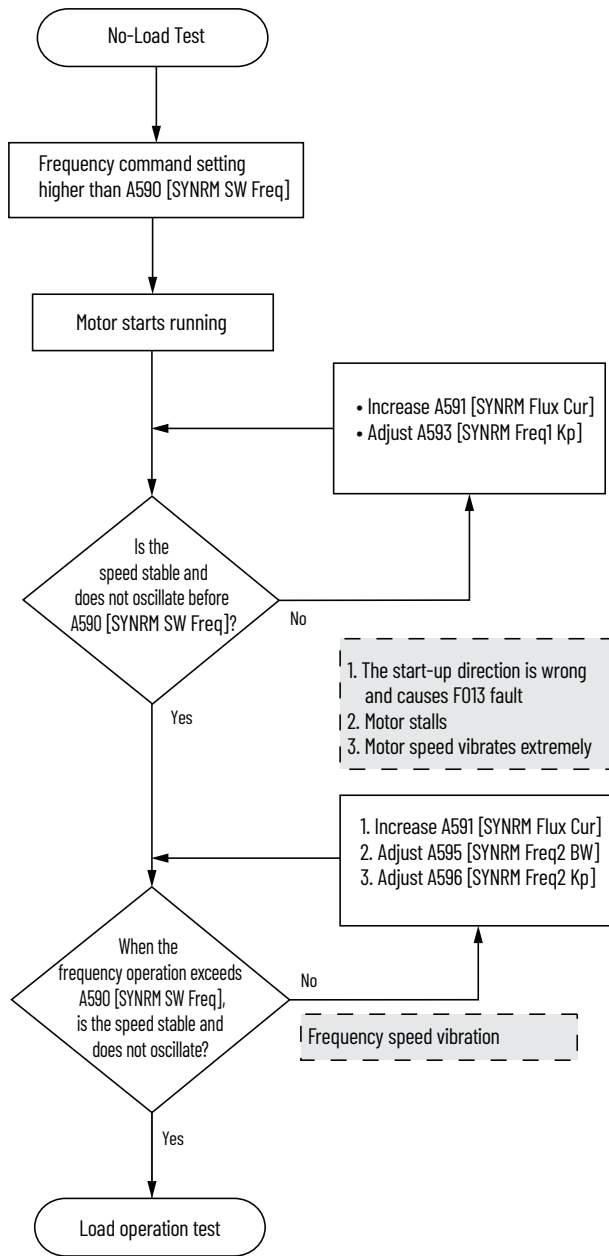 No-Load Test
Frequency command setting
higher than A590 [SYNRM SW Freq]
Motor starts running
• Increase A591 [SYNRM Flux Cur]
• Adjust A593 [SYNRM Freq1 Kp]
Is the
speed stable and
does not oscillate before
A590 [SYNRM SW Freq]?
No
1. The start-up direction is wrong
and causes F013 fault
2. Motor stalls
3. Motor speed vibrates extremely
Yes
1. Increase A591 [SYNRM Flux Cur]
2. Adjust A595 [SYNRM Freq2 BW]
3. Adjust A596 [SYNRM Freq2 Kp]
When the
frequency operation exceeds
A590 [SYNRM SW Freq],
is the speed stable and
does not oscillate?
No
Frequency speed vibration
Yes
Load operation test